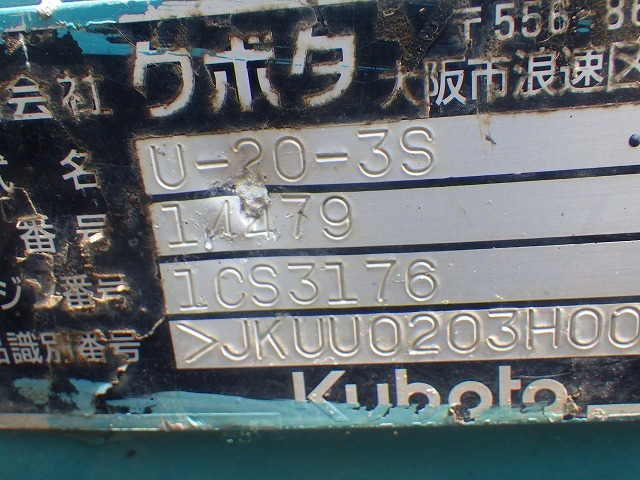 〒556-8
会社 クボタ 大阪市浪速区
式名 U-20-3S
番号 14479
ジン番号 1CS3176
品識別番号 >JKUU0203H00
Kubota